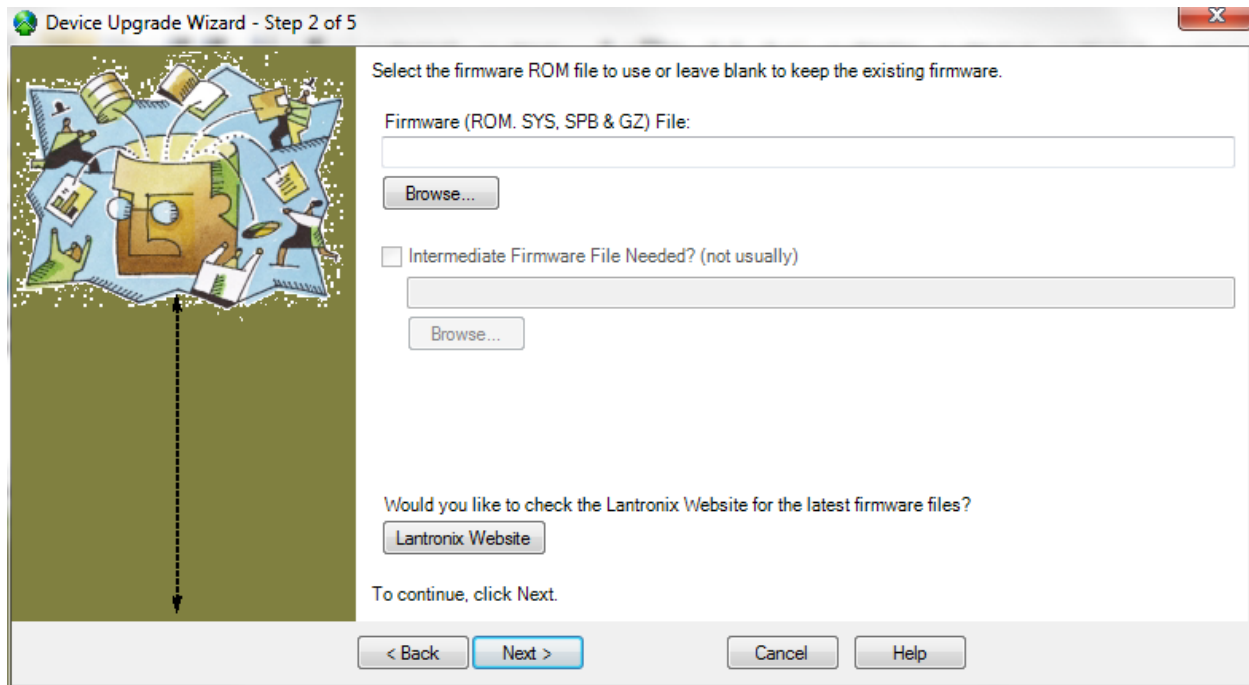 Device Upgrade Wizard - Step 2 of 5
Select the firmware ROM file to use or leave blank to keep the existing firmware.
Firmware (ROM. SYS, SPB & GZ) File:
Browse...
Intermediate Firmware File Needed? (not usually)
Browse...
Would you like to check the Lantronix Website for the latest firmware files?
Lantronix Website
To continue, click Next.
< Back Next > Cancel Help